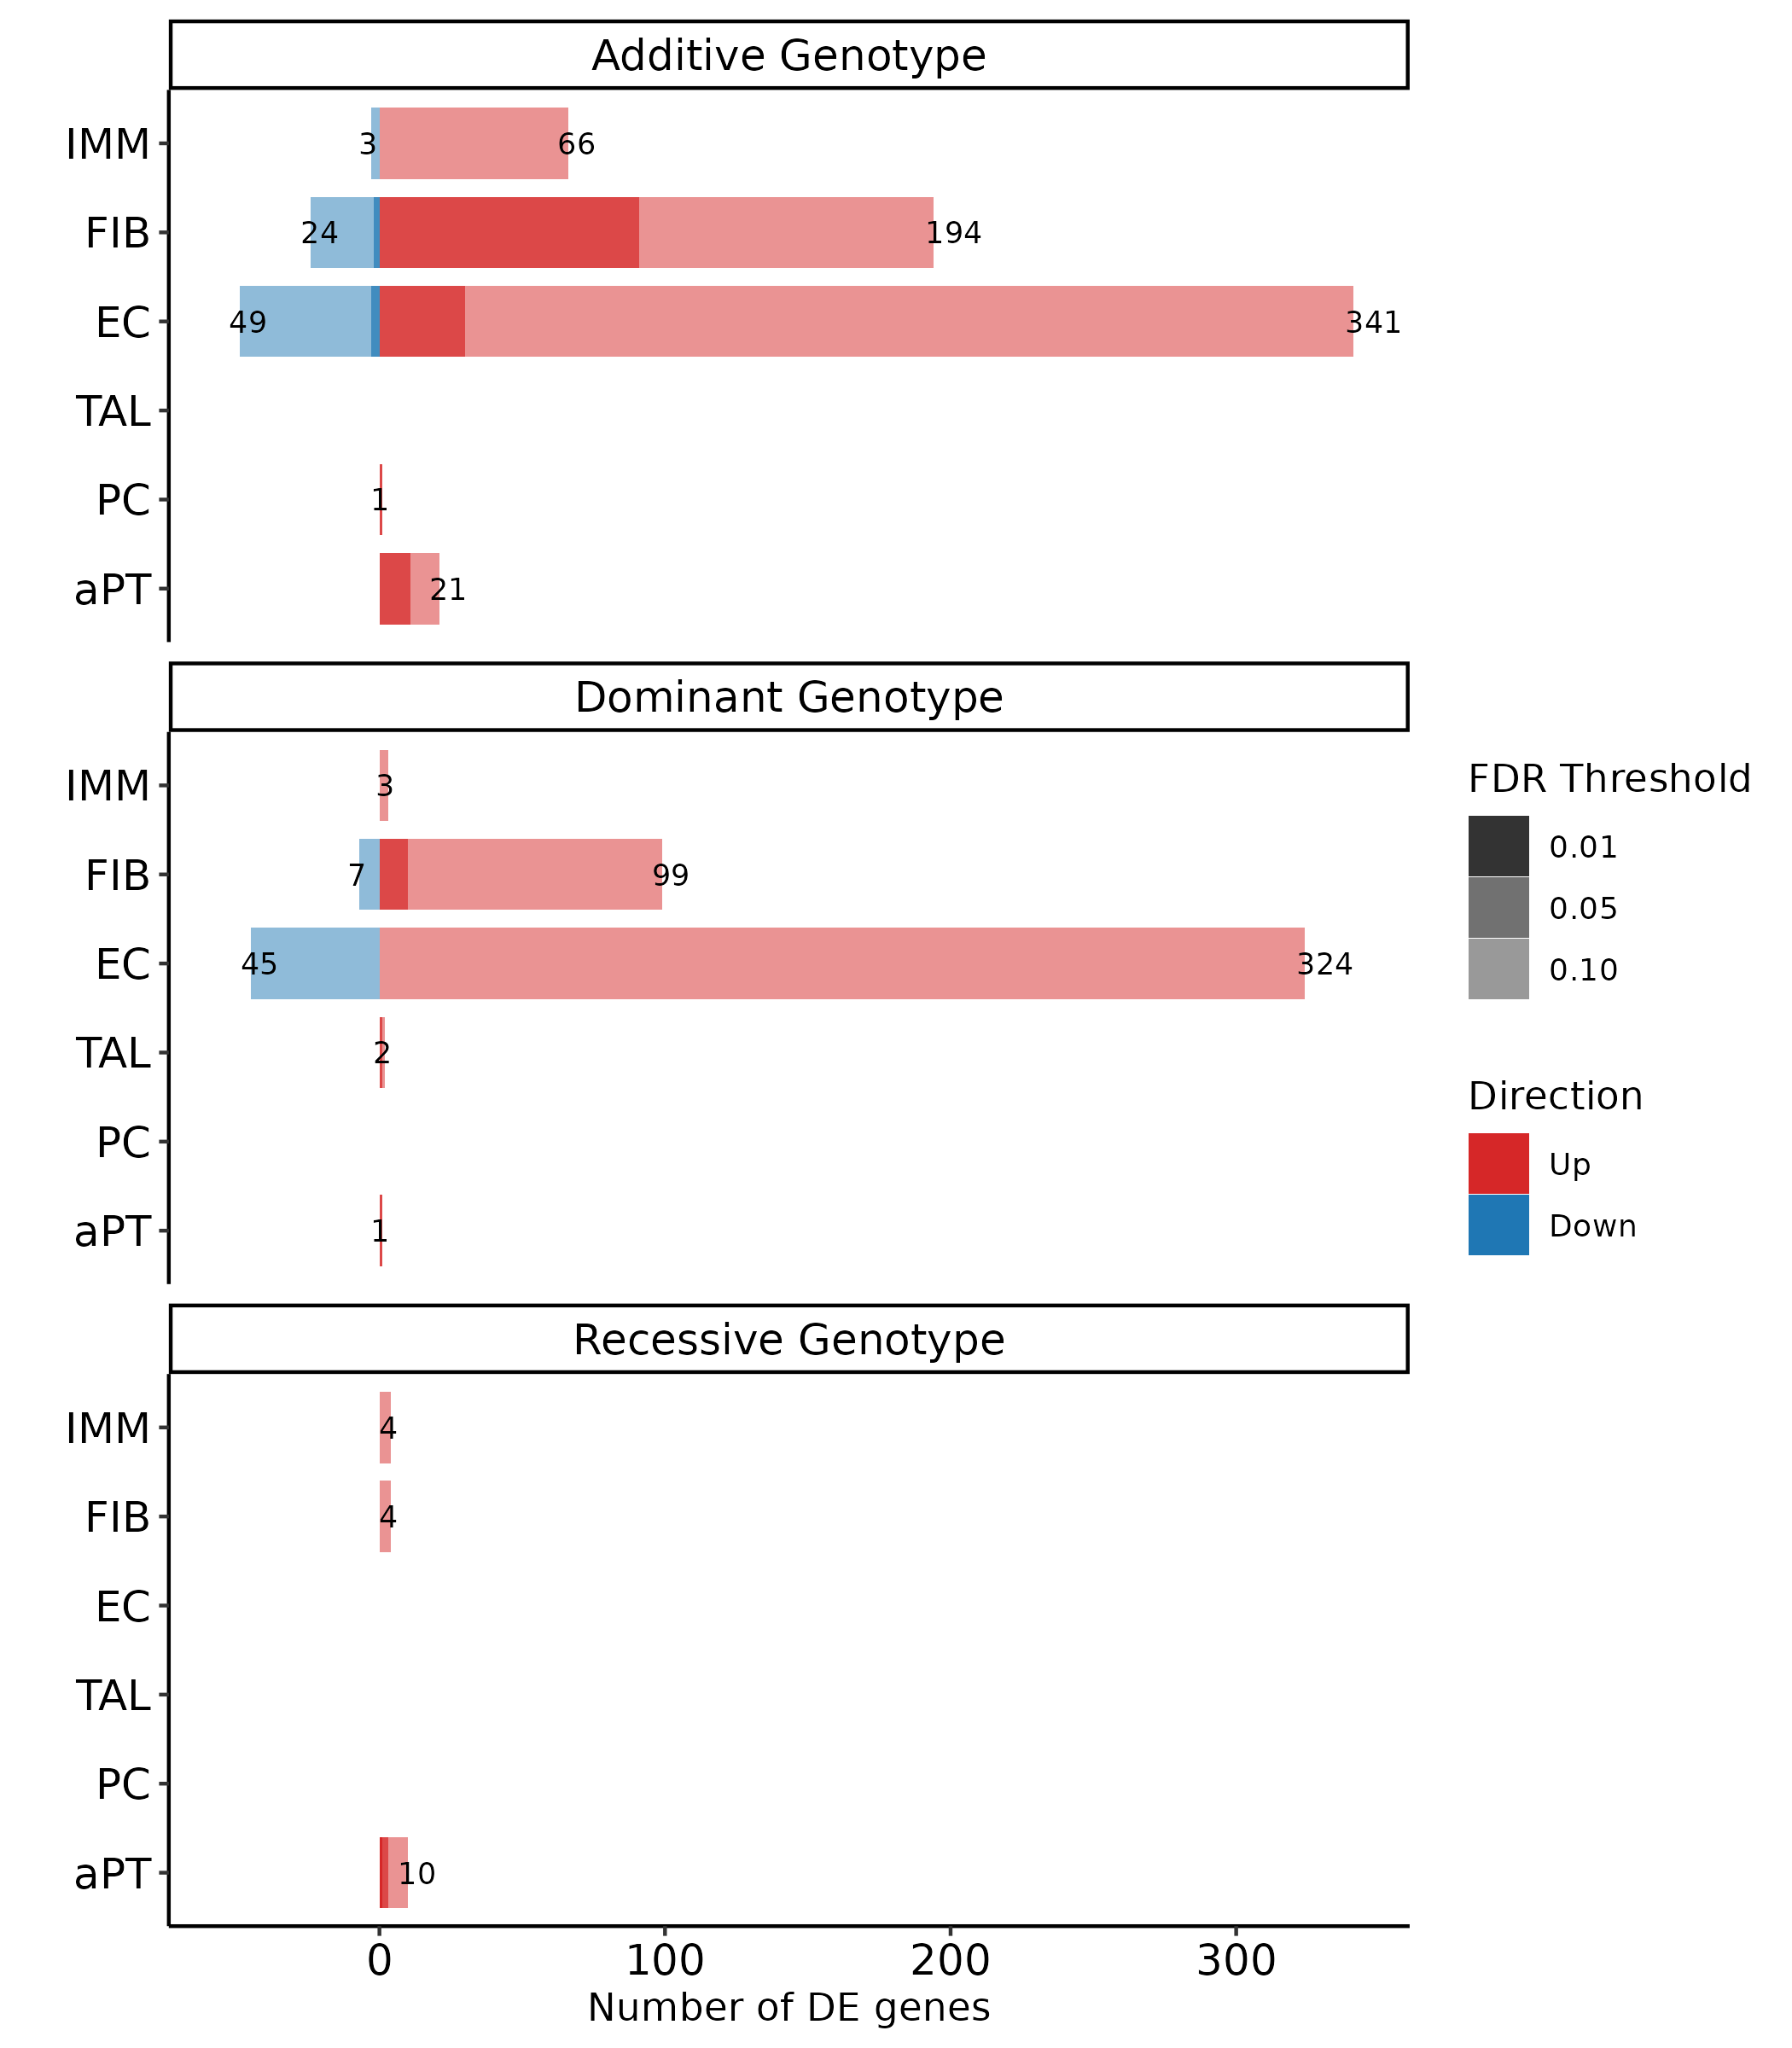 Additive Genotype
IMM 3 66
FIB 24 194
EC 49 341
TAL
PC 1
aPT 21
Dominant Genotype
IMM 3
FIB 7 99
EC 45 324
TAL 2
PC
aPT 1
Recessive Genotype
IMM 4
FIB 4
EC
TAL
PC
aPT 10
0 100 200 300
Number of DE genes
FDR Threshold
0.01
0.05
0.10
Direction
Up
Down